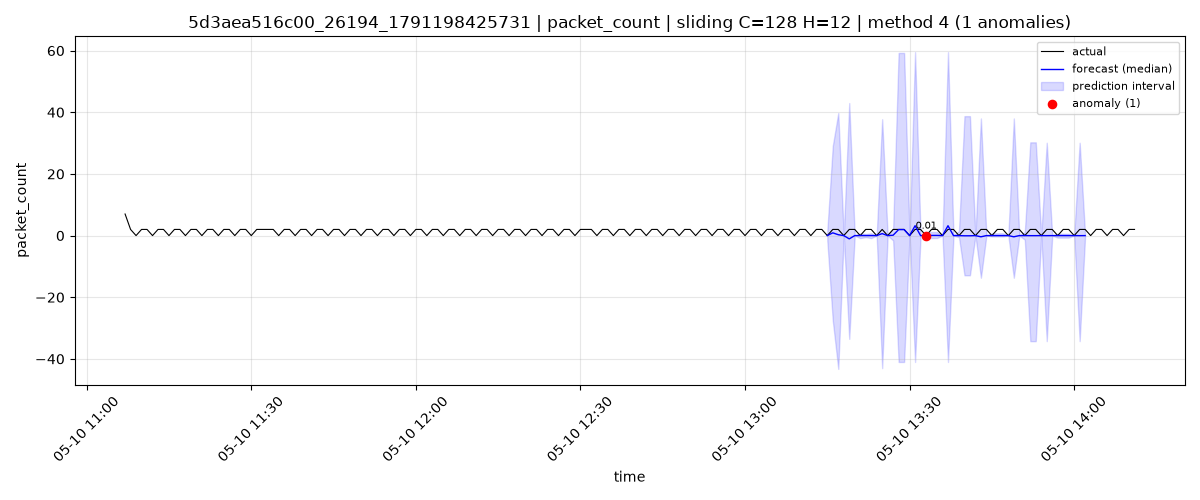 5d3aea516c00_26194_1791198425731 | packet_count | sliding C=128 H=12 | method 4 (1 anomalies)
60
40
20
0
−20
−40
packet_count
actual
forecast (median)
prediction interval
anomaly (1)
0.01
05-10 11:00
05-10 11:30
05-10 12:00
05-10 12:30
05-10 13:00
05-10 13:30
05-10 14:00
time